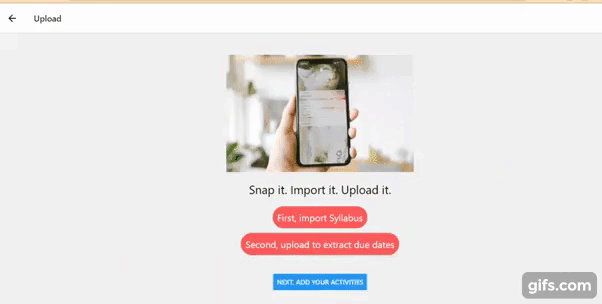 Upload
Snap it. Import it. Upload it.
First, import Syllabus
Second, upload to extract due dates
NEXT: ADD YOUR ACTIVITIES
gifs.com